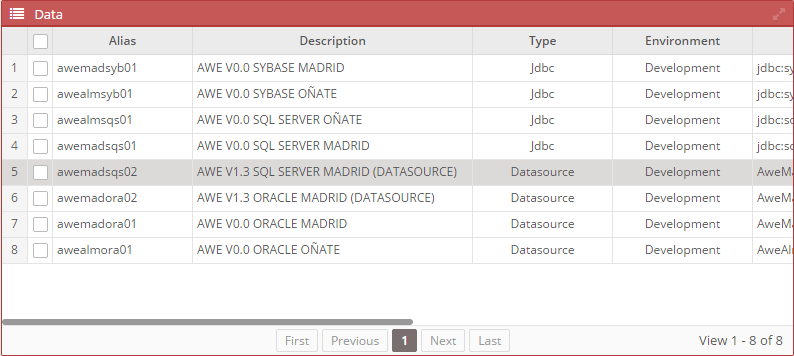 Data
Alias Description Type Environment
1 awemadsyb01 AWE V0.0 SYBASE MADRID Jdbc Development jdbc:sy
2 awealmsyb01 AWE V0.0 SYBASE OÑATE Jdbc Development jdbc:sy
3 awealmsqs01 AWE V0.0 SQL SERVER OÑATE Jdbc Development jdbc:sq
4 awemadsqs01 AWE V0.0 SQL SERVER MADRID Jdbc Development jdbc:sq
5 awemadsqs02 AWE V1.3 SQL SERVER MADRID (DATASOURCE) Datasource Development AweMa
6 awemadora02 AWE V1.3 ORACLE MADRID (DATASOURCE) Datasource Development AweMa
7 awemadora01 AWE V0.0 ORACLE MADRID Datasource Development AweMa
8 awealmora01 AWE V0.0 ORACLE OÑATE Datasource Development AweAln
First Previous 1 Next Last View 1 - 8 of 8